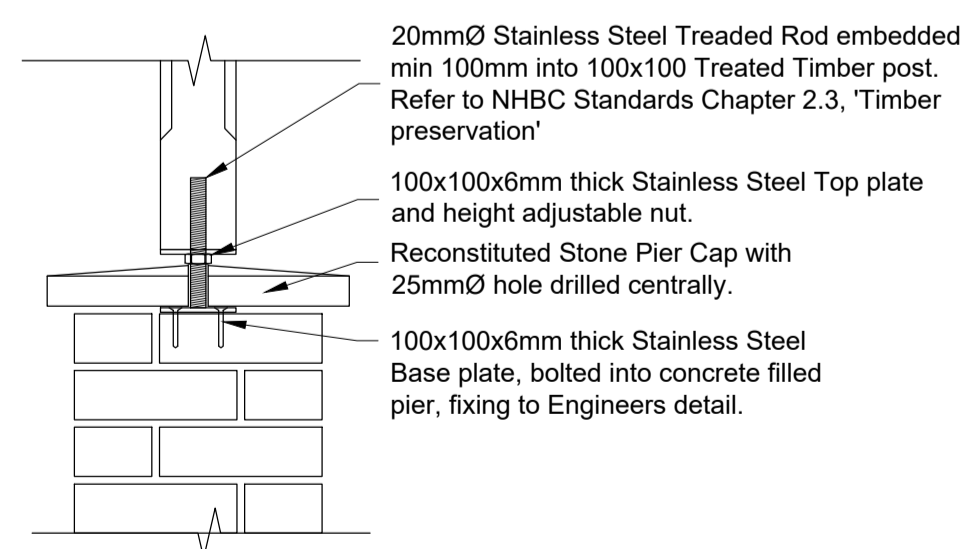 20mmØ Stainless Steel Treaded Rod embedded
min 100mm into 100x100 Treated Timber post.
Refer to NHBC Standards Chapter 2.3, 'Timber
preservation'
100x100x6mm thick Stainless Steel Top plate
and height adjustable nut.
Reconstituted Stone Pier Cap with
25mmØ hole drilled centrally.
100x100x6mm thick Stainless Steel
Base plate, bolted into concrete filled
pier, fixing to Engineers detail.